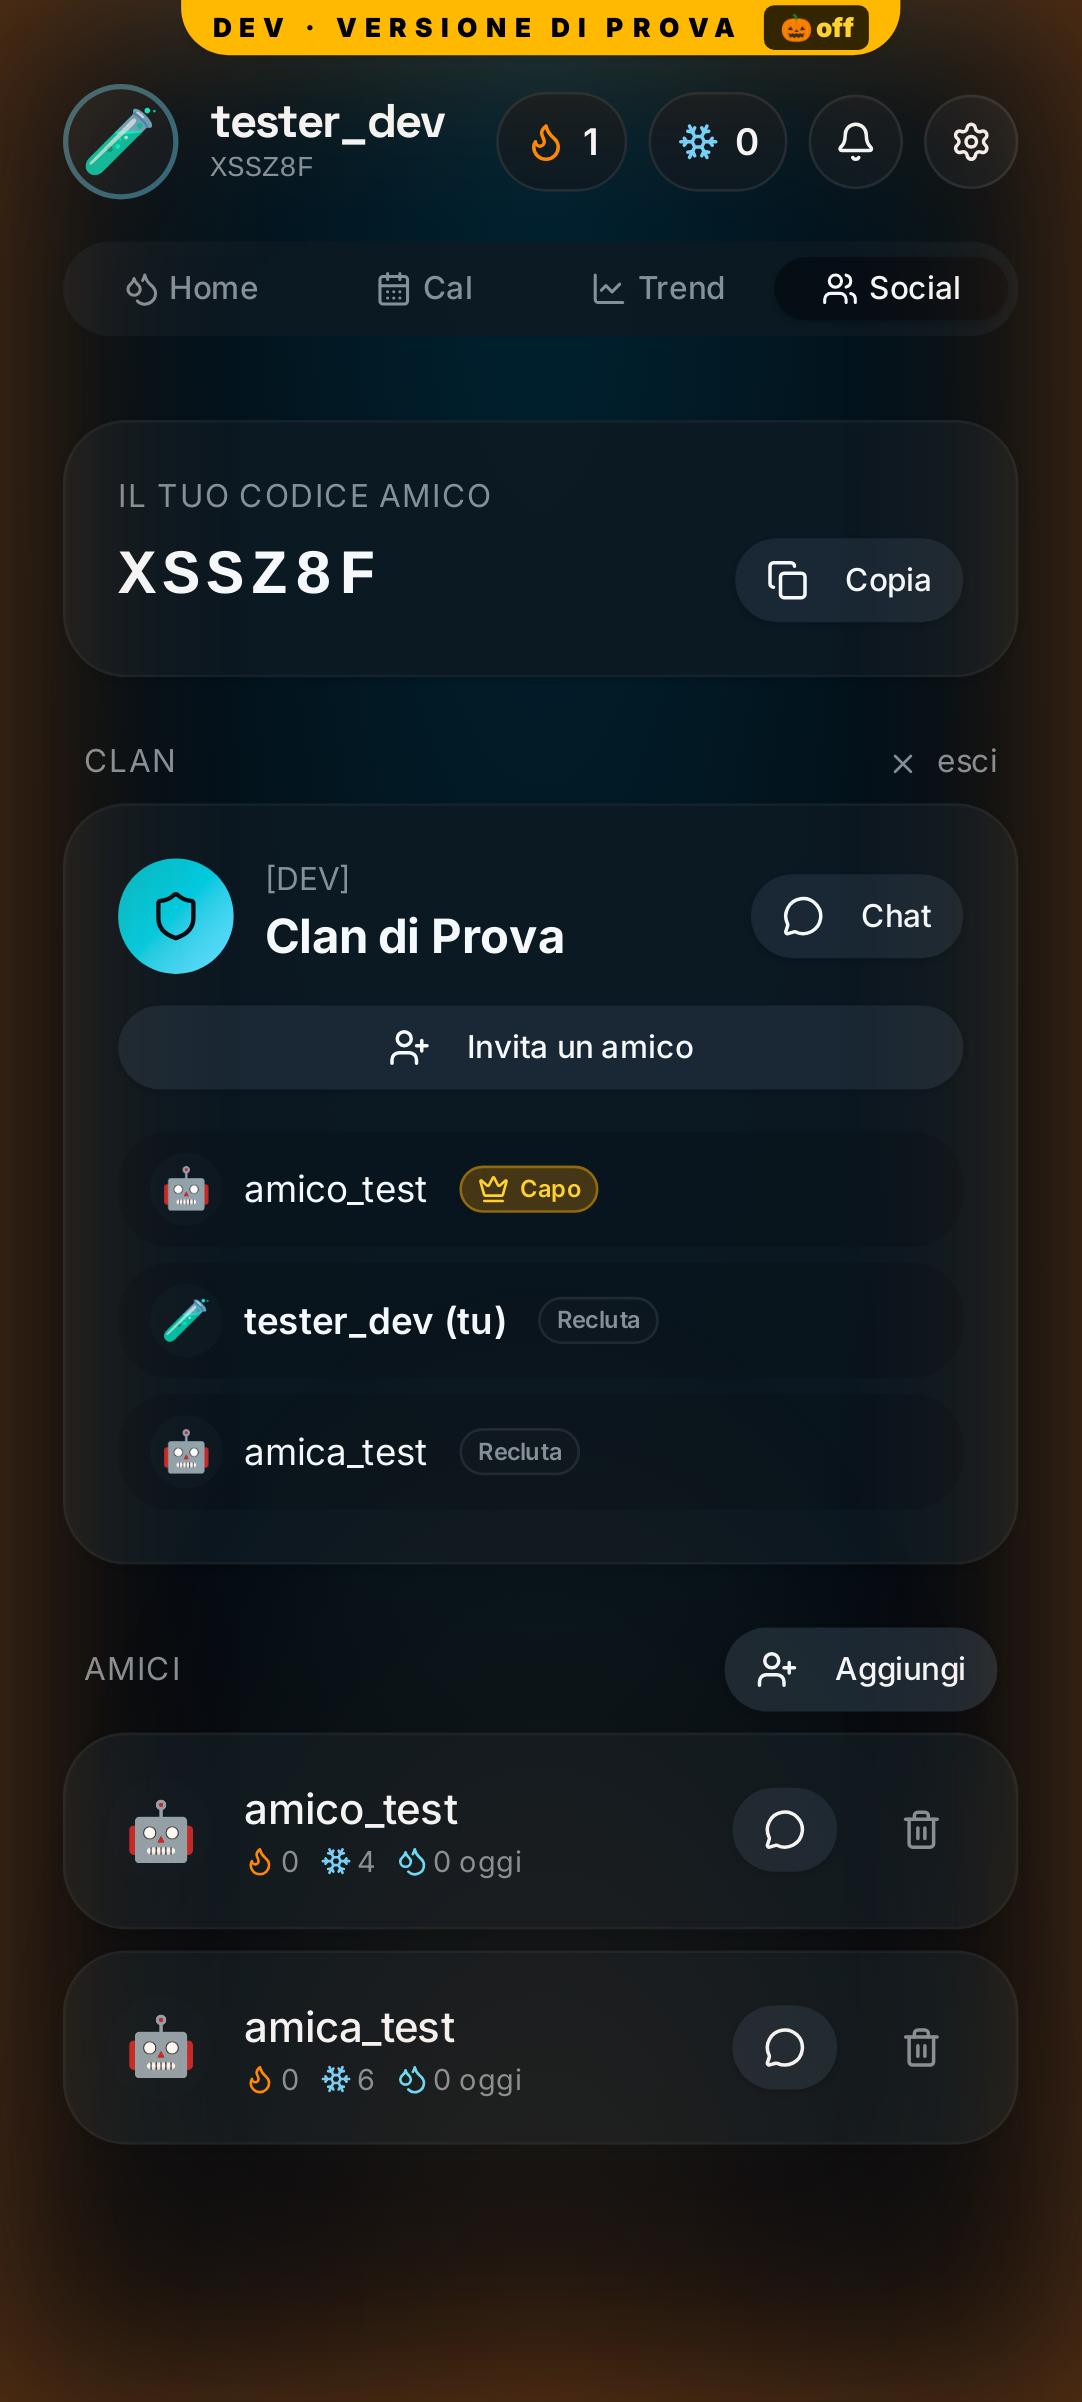 DEV · VERSIONE DI PROVA 🎃off
tester_dev
XSSZ8F
1
0
Home
Cal
Trend
Social
IL TUO CODICE AMICO
XSSZ8F
Copia
CLAN
esci
[DEV]
Clan di Prova
Chat
Invita un amico
amico_test Capo
tester_dev (tu) Recluta
amica_test Recluta
AMICI
Aggiungi
amico_test
0 4 0 oggi
amica_test
0 6 0 oggi